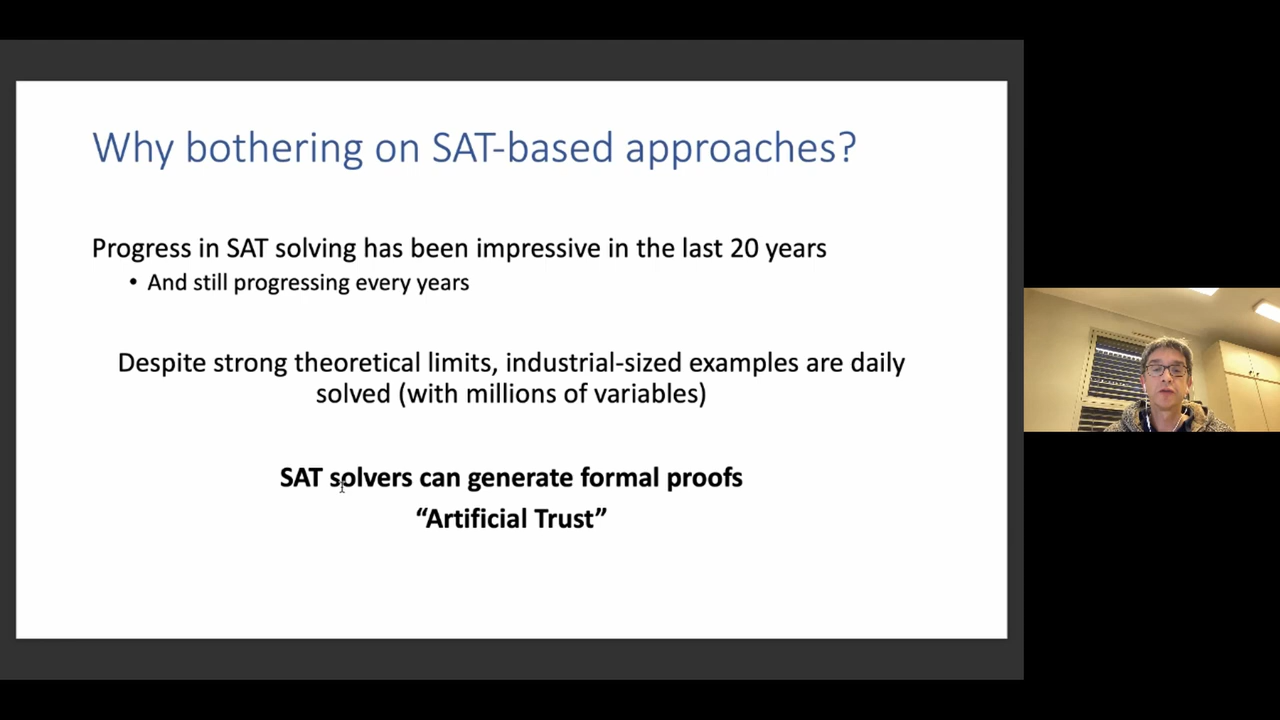 Why bothering on SAT-based approaches?
Progress in SAT solving has been impressive in the last 20 years
• And still progressing every years
Despite strong theoretical limits, industrial-sized examples are daily
solved (with millions of variables)
SAT solvers can generate formal proofs
“Artificial Trust”